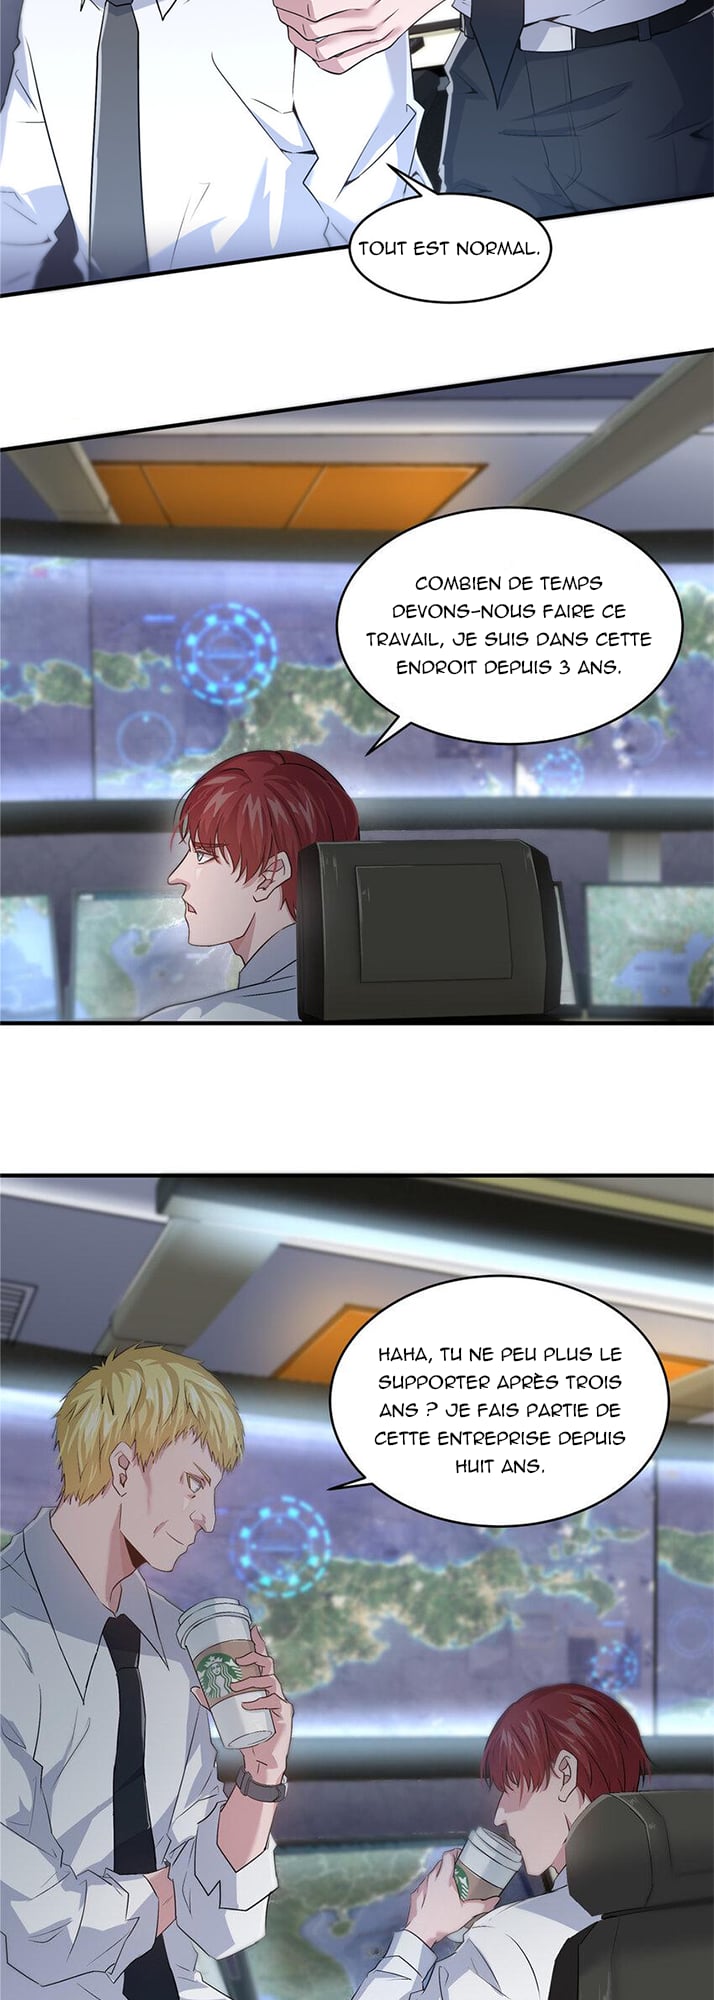 TOUT EST NORMAL.
COMBIEN DE TEMPS
DEVONS-NOUS FAIRE CE
TRAVAIL, JE SUIS DANS CETTE
ENDROIT DEPUIS 3 ANS.
HAHA, TU NE PEU PLUS LE
SUPPORTER APRÈS TROIS
ANS ? JE FAIS PARTIE DE
CETTE ENTREPRISE DEPUIS
HUIT ANS.